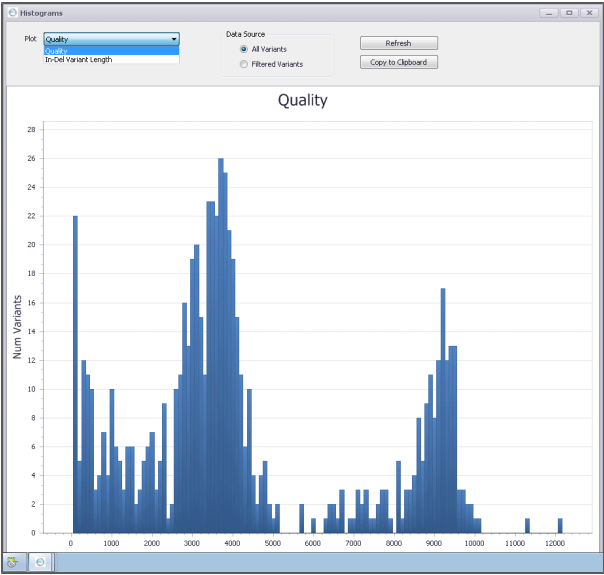 Histograms
Plot
Quality
Quality
In-Del Variant Length
Data Source
All Variants
Filtered Variants
Refresh
Copy to Clipboard
Quality
Num Variants
28
26
24
22
20
18
16
14
12
10
8
6
4
2
0
0 1000 2000 3000 4000 5000 6000 7000 8000 9000 10000 11000 12000